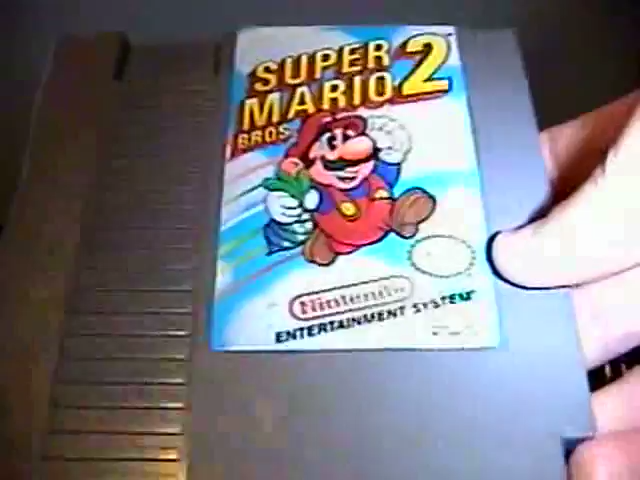 SUPER
MARIO 2
BROS
Nintendo
ENTERTAINMENT SYSTEM